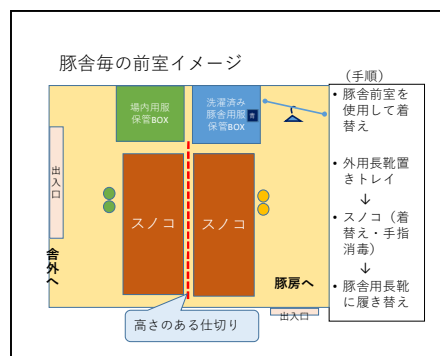 豚舎毎の前室イメージ
場内用服
保管BOX
洗濯済み
豚舎用服
保管BOX
青
出入口
スノコ
スノコ
舎外へ
豚房へ
出入口
高さのある仕切り
（手順）
• 豚舎前室を
使用して着
替え
• 外用長靴置
きトレイ
↓
• スノコ（着
替え・手指
消毒）
↓
• 豚舎用長靴
に履き替え